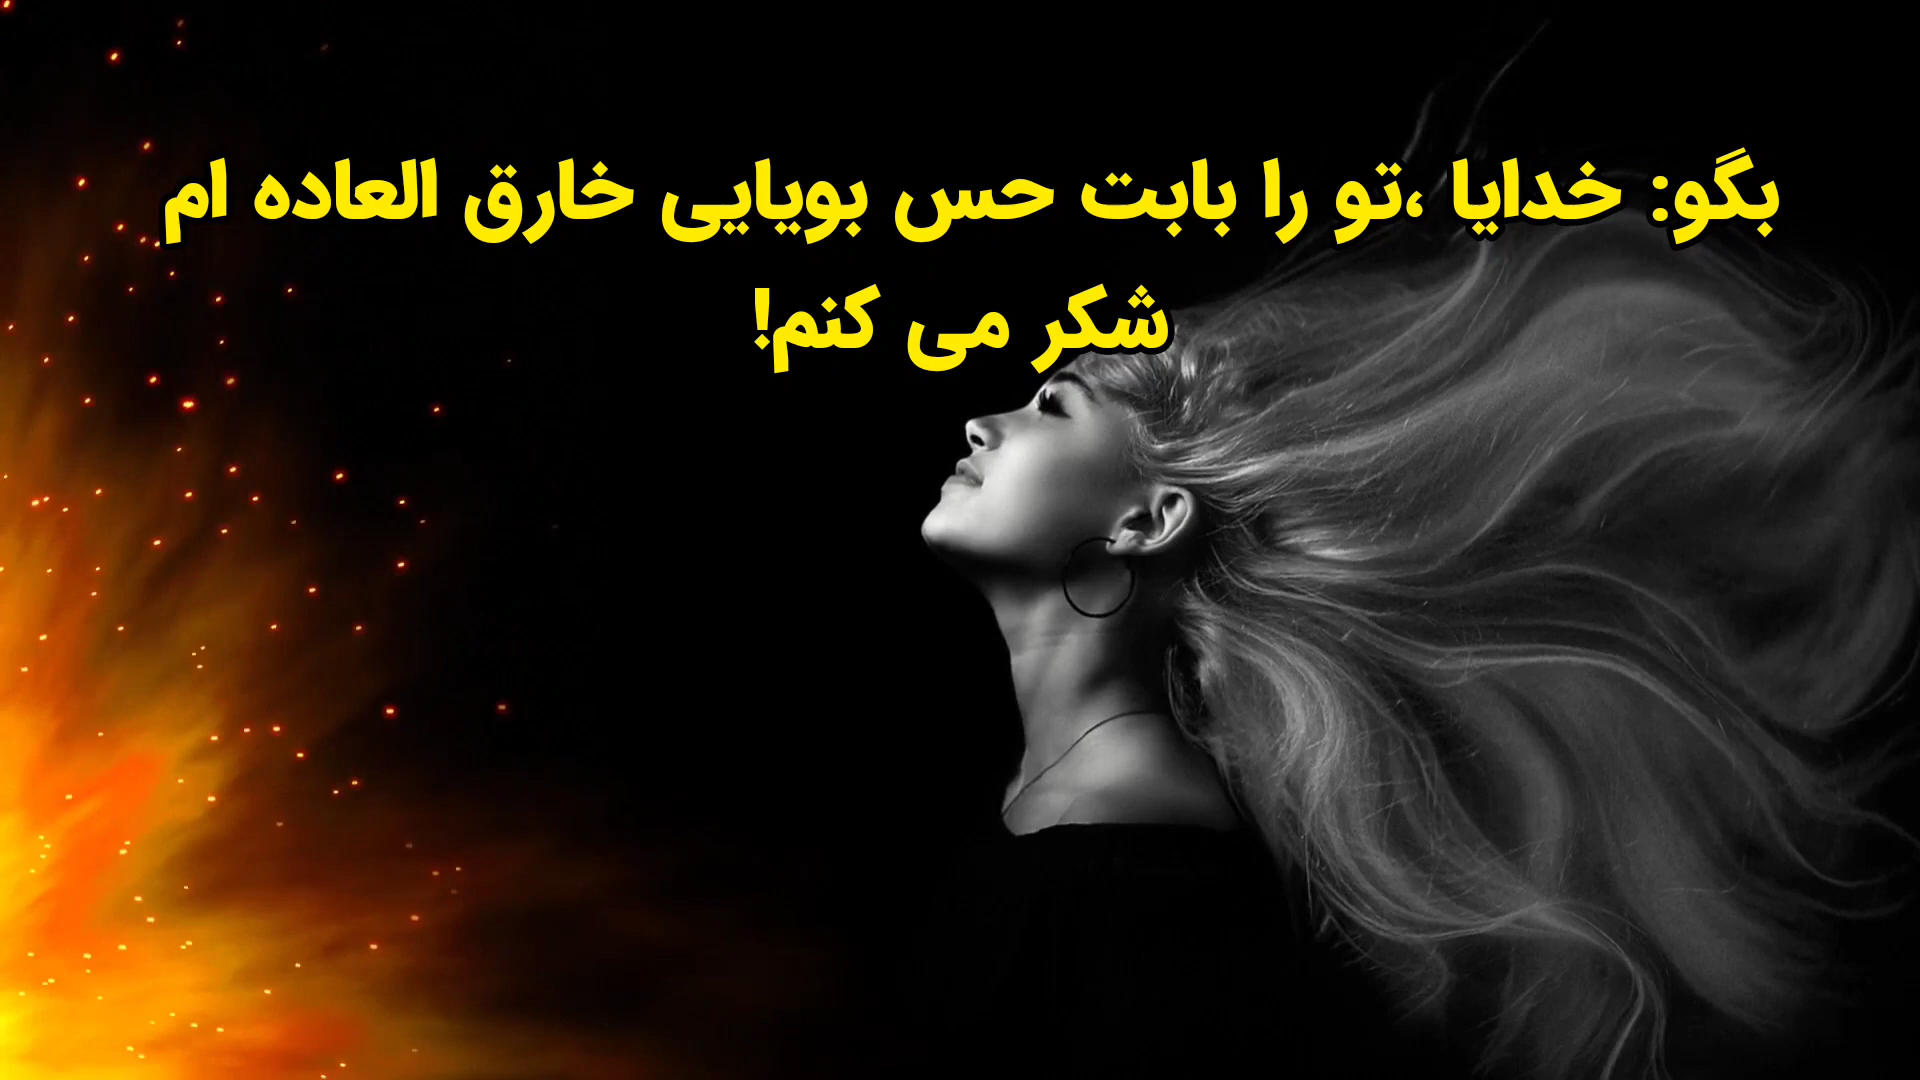 بگو: خدایا ،تو را بابت حس بویایی خارق العاده ام
شکر می کنم!